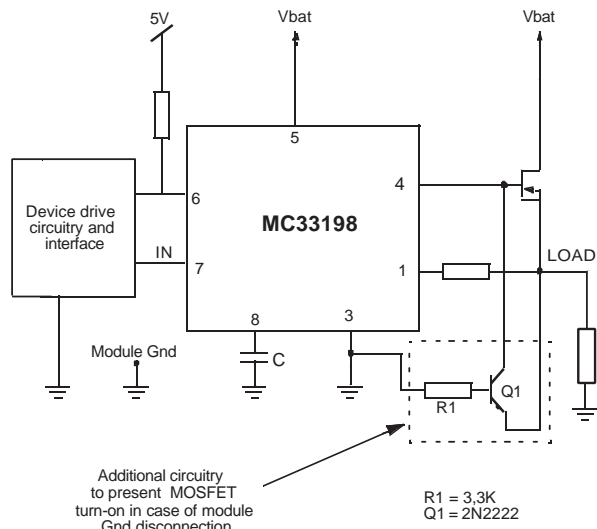 5V
Vbat
Vbat
5
6
4
Device drive
circuitry and
interface
MC33198
IN
7
1
LOAD
8
3
Module Gnd
C
R1
Q1
Additional circuitry
to present MOSFET
turn-on in case of module
Gnd disconnection
R1 = 3,3K
Q1 = 2N2222